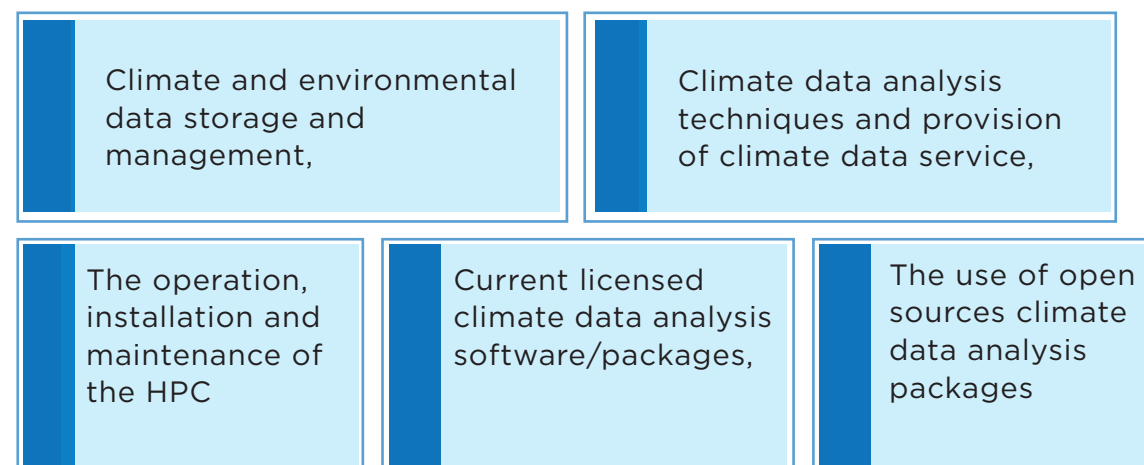 Climate and environmental
data storage and
management,
Climate data analysis
techniques and provision
of climate data service,
The operation,
installation and
maintenance of
the HPC
Current licensed
climate data analysis
software/packages,
The use of open
sources climate
data analysis
packages